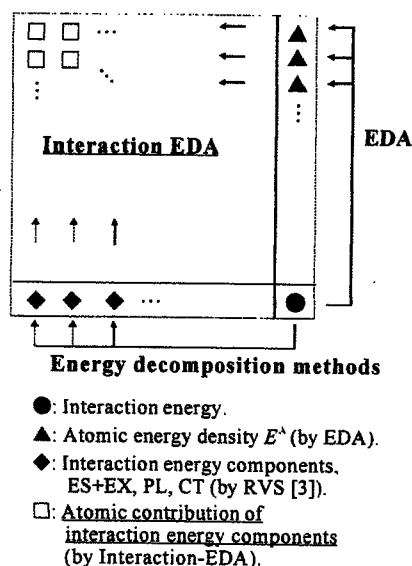 EDA
Interaction EDA
Energy decomposition methods
●: Interaction energy.
▲: Atomic energy density E^A (by EDA).
◆: Interaction energy components,
ES+EX, PL, CT (by RVS [3]).
□: Atomic contribution of
interaction energy components
(by Interaction-EDA).